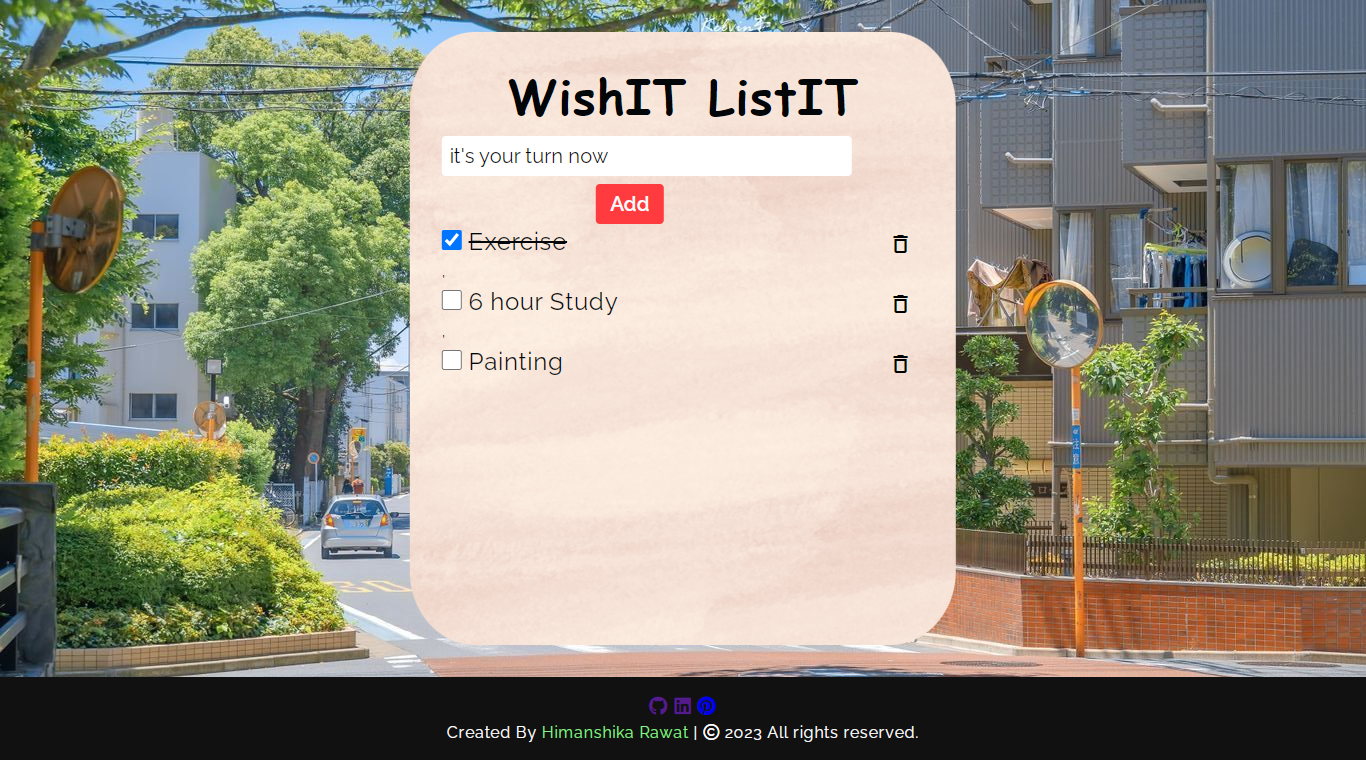 WishIT ListIT
it's your turn now
Add
Exercise
,
6 hour Study
,
Painting
Created By Himanshika Rawat | © 2023 All rights reserved.